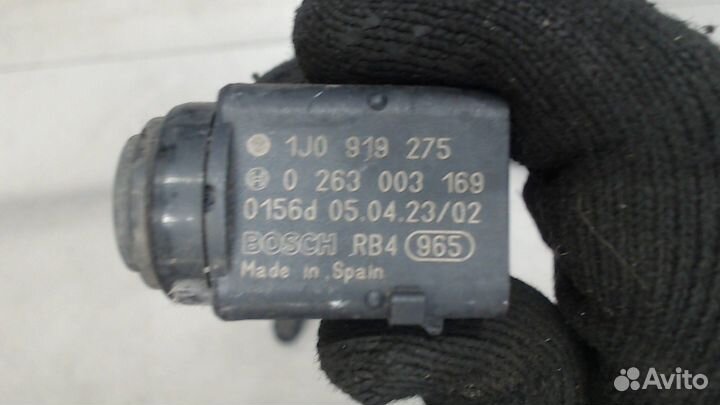 1J0 919 275
0 263 003 169
0156d 05.04.23/02
BOSCH RB4 965
Made in Spain
Avito